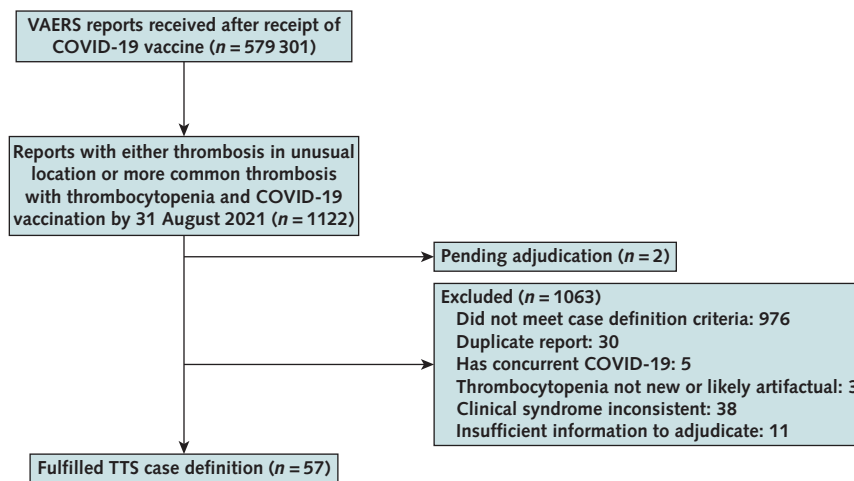 VAERS reports received after receipt of
COVID-19 vaccine (n = 579 301)
Reports with either thrombosis in unusual
location or more common thrombosis
with thrombocytopenia and COVID-19
vaccination by 31 August 2021 (n = 1122)
Pending adjudication (n = 2)
Excluded (n = 1063)
Did not meet case definition criteria: 976
Duplicate report: 30
Has concurrent COVID-19: 5
Thrombocytopenia not new or likely artifactual: 3
Clinical syndrome inconsistent: 38
Insufficient information to adjudicate: 11
Fulfilled TTS case definition (n = 57)